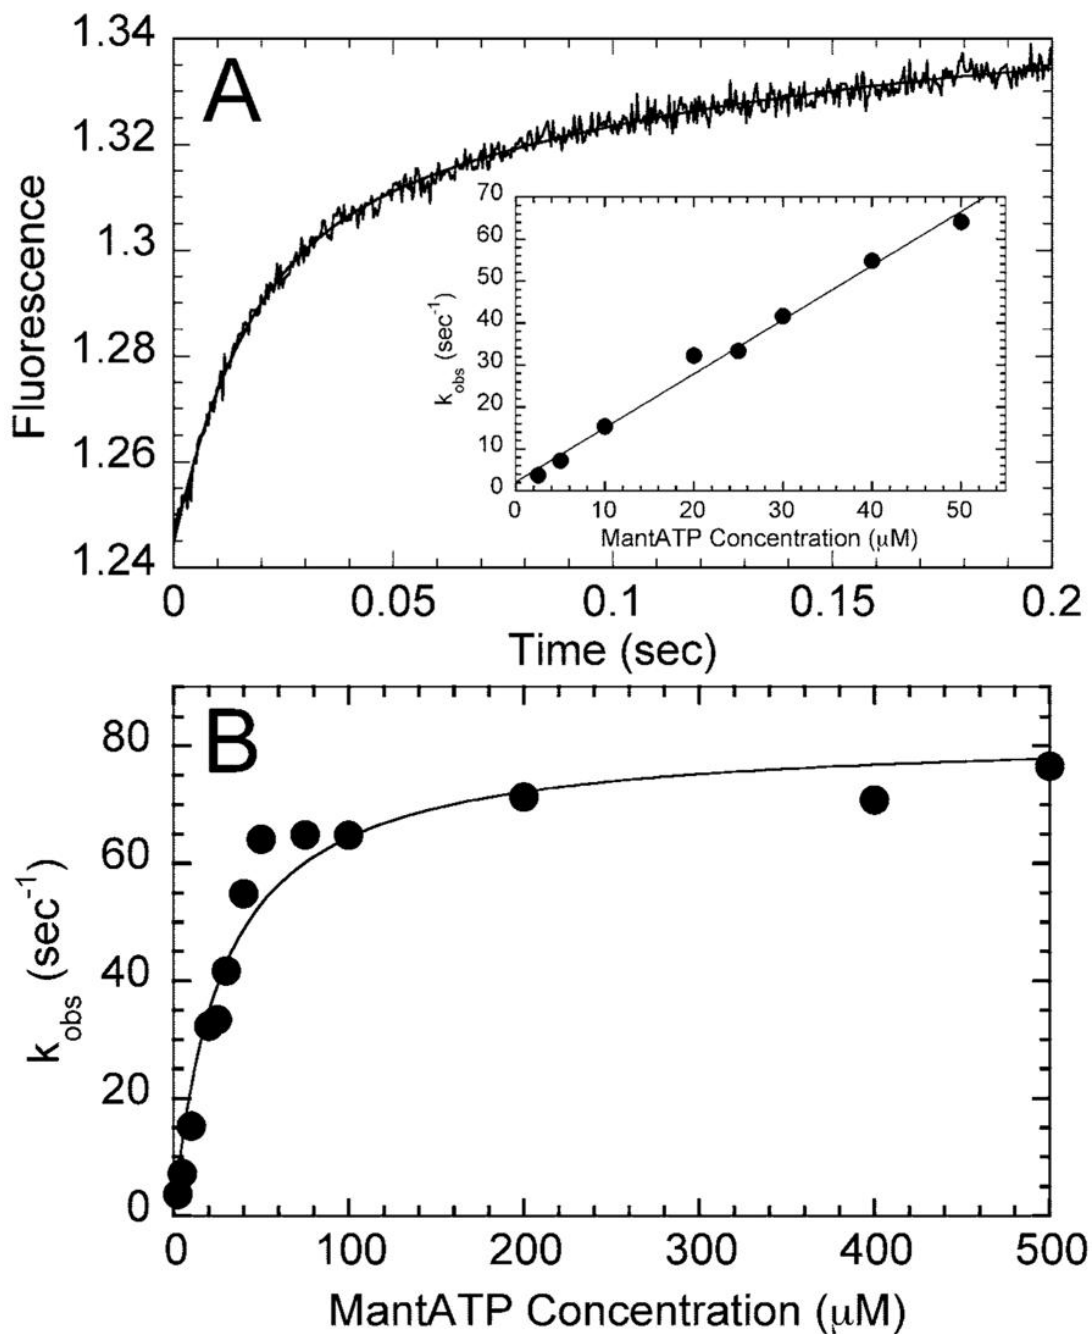 A
1.34
1.32
1.3
1.28
1.26
1.24
Fluorescence
0 0.05 0.1 0.15 0.2
Time (sec)
70
60
50
40
30
20
10
0
k obs (sec-1)
0 10 20 30 40 50
MantATP Concentration (μM)
B
80
60
40
20
0
k obs (sec-1)
0 100 200 300 400 500
MantATP Concentration (μM)